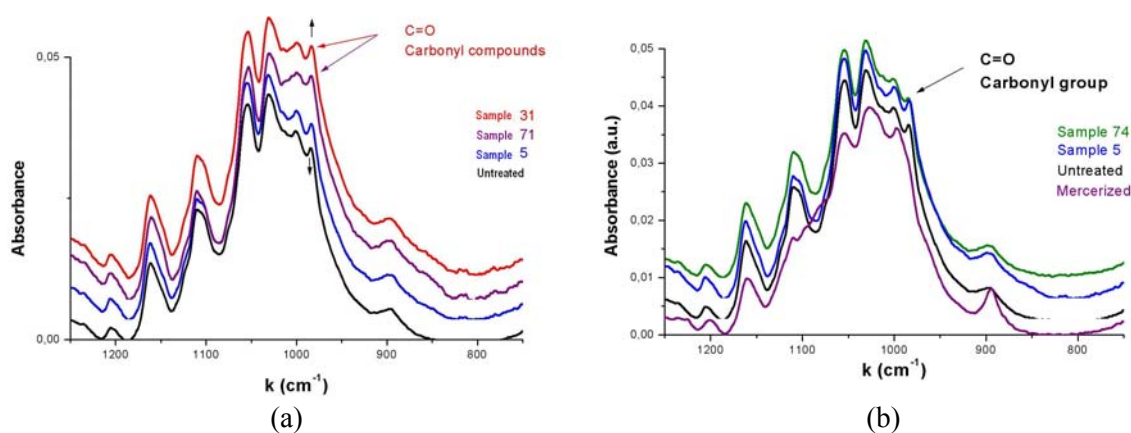 C=O
Carbonyl compounds
0,05
Absorbance
Sample 31
Sample 71
Sample 5
Untreated
0,00
1200 1100 1000 900 800
k (cm-1)
(a)
C=O
Carbonyl group
0,05
0,04
0,03
0,02
0,01
0,00
Absorbance (a.u.)
Sample 74
Sample 5
Untreated
Mercerized
1200 1100 1000 900 800
k (cm-1)
(b)